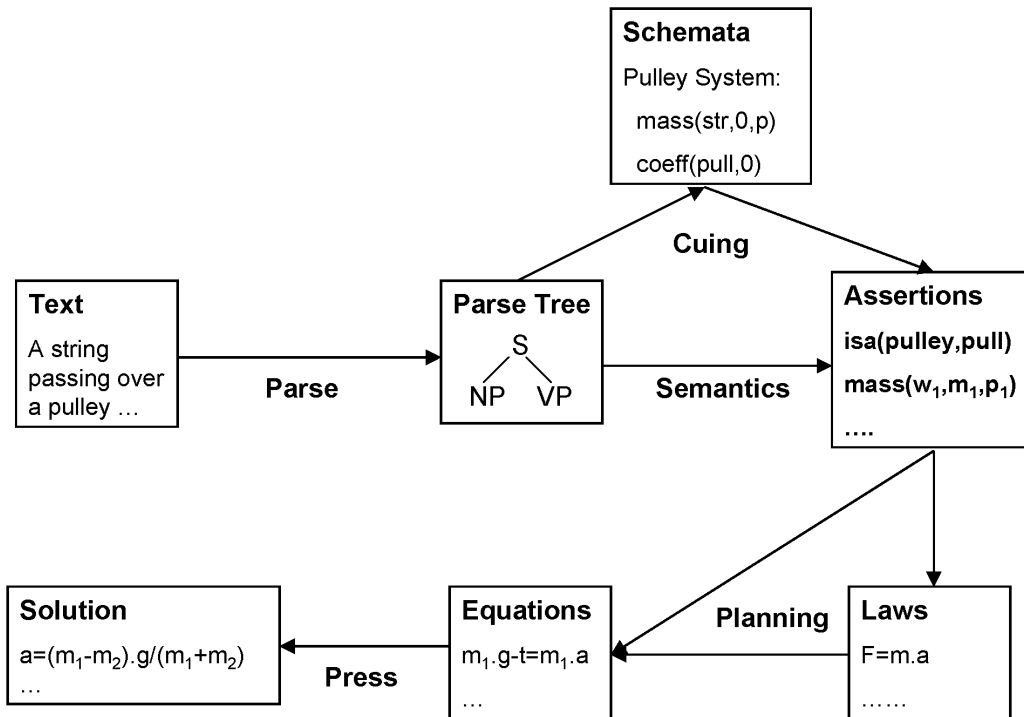 Schemata
Pulley System:
mass(str,0,p)
coeff(pull,0)
Cuing
Text
A string
passing over
a pulley …
Parse
Parse Tree
S
NP VP
Semantics
Assertions
isa(pulley,pull)
mass(w₁,m₁,p₁)
….
Solution
a=(m₁-m₂).g/(m₁+m₂)
…
Press
Equations
m₁.g-t=m₁.a
…
Planning
Laws
F=m.a
……